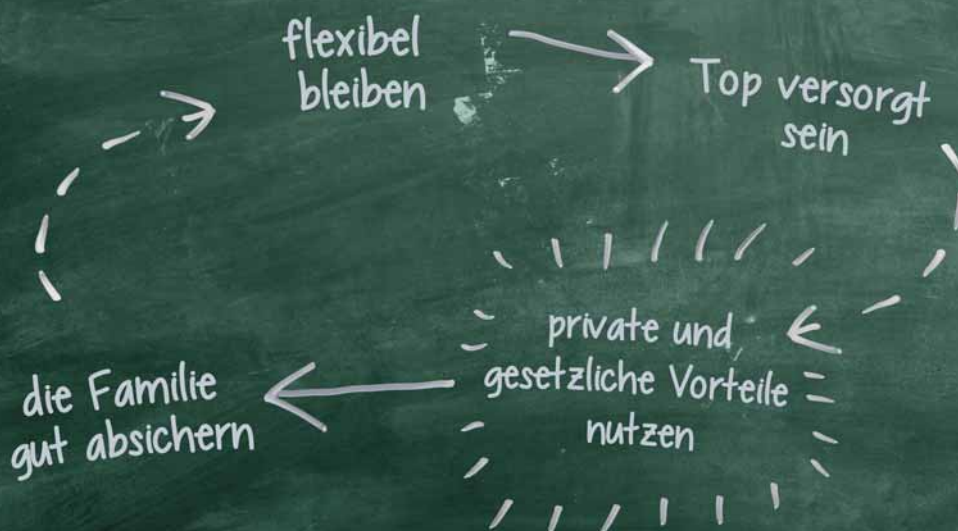 flexibel
bleiben
Top versorgt
sein
private und
gesetzliche Vorteile
nutzen
die Familie
gut absichern